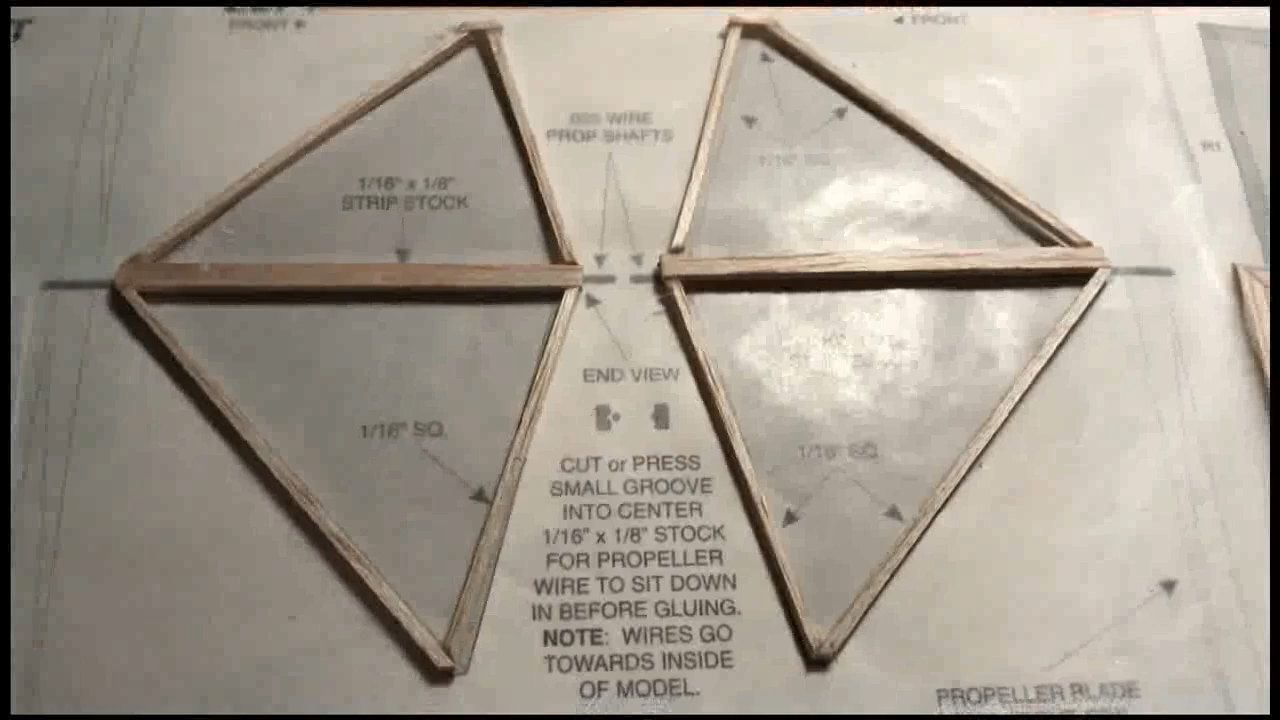 FRONT
FRONT
.025 WIRE
PROP SHAFTS
1/16" x 1/8"
STRIP STOCK
1/16" SQ.
R1
END VIEW
1/16" SQ.
1/16" SQ.
CUT or PRESS
SMALL GROOVE
INTO CENTER
1/16" x 1/8" STOCK
FOR PROPELLER
WIRE TO SIT DOWN
IN BEFORE GLUING.
NOTE: WIRES GO
TOWARDS INSIDE
OF MODEL.
PROPELLER BLADE